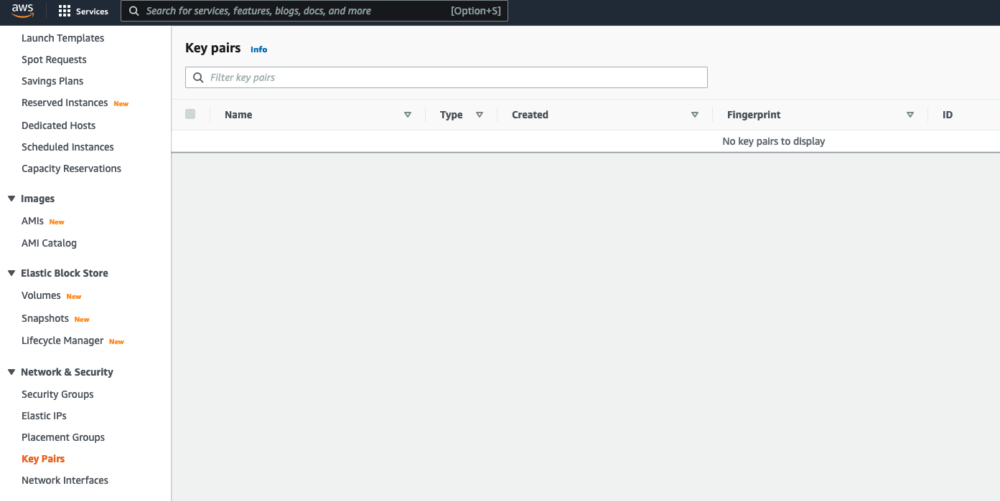 aws
Services
Search for services, features, blogs, docs, and more [Option+S]
Launch Templates
Spot Requests
Savings Plans
Reserved Instances New
Dedicated Hosts
Scheduled Instances
Capacity Reservations
Images
AMIs New
AMI Catalog
Elastic Block Store
Volumes New
Snapshots New
Lifecycle Manager New
Network & Security
Security Groups
Elastic IPs
Placement Groups
Key Pairs
Network Interfaces
Key pairs Info
Filter key pairs
Name Type Created Fingerprint ID
No key pairs to display